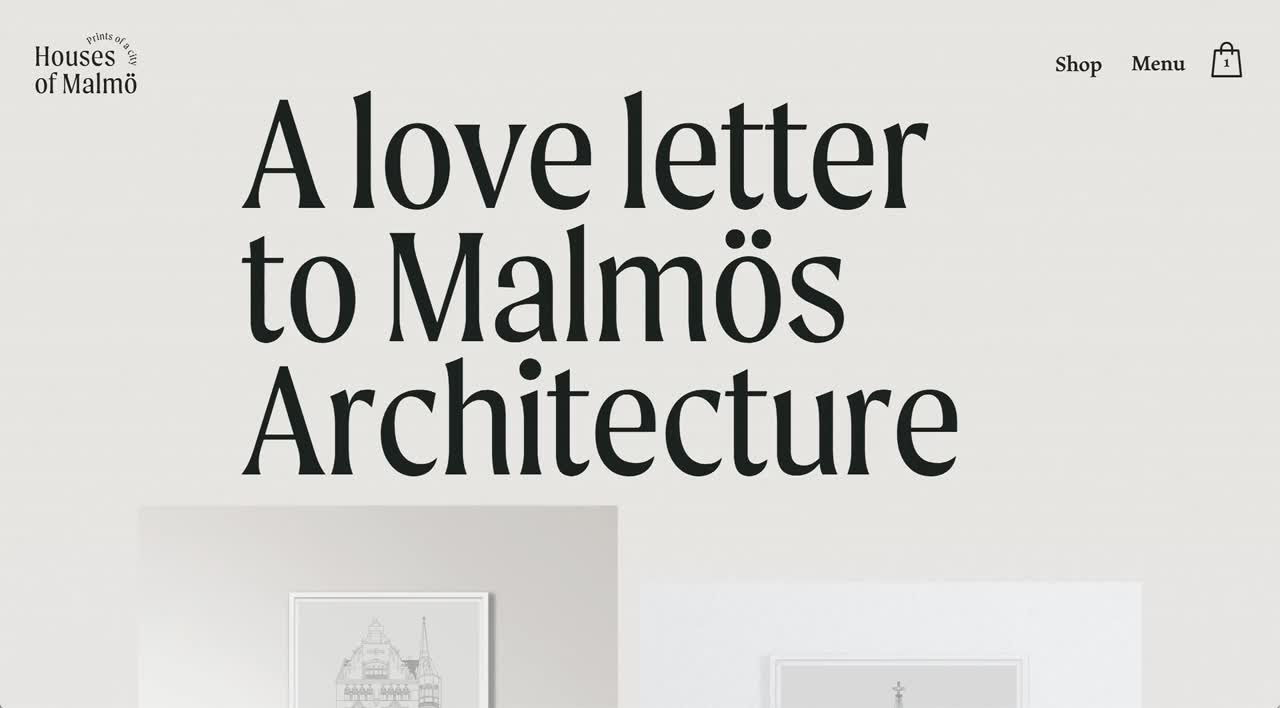 Prints of a city
Houses
of Malmö
Shop
Menu
1
A love letter
to Malmös
Architecture